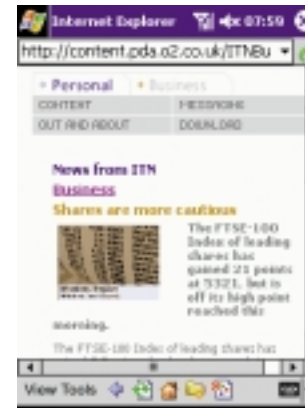 Internet Explorer 07:59
http://content.pda.o2.co.uk/ITNBu
Personal Business
CONTENT MESSAGING
OUT AND ABOUT DOWNLOAD
News from ITN
Business
Shares are more cautious
The FTSE-100
Index of leading
shares has
gained 21 points
at 5321, but is
off its high point
reached this
morning.
The FTSE-100 Index of leading shares has
View Tools